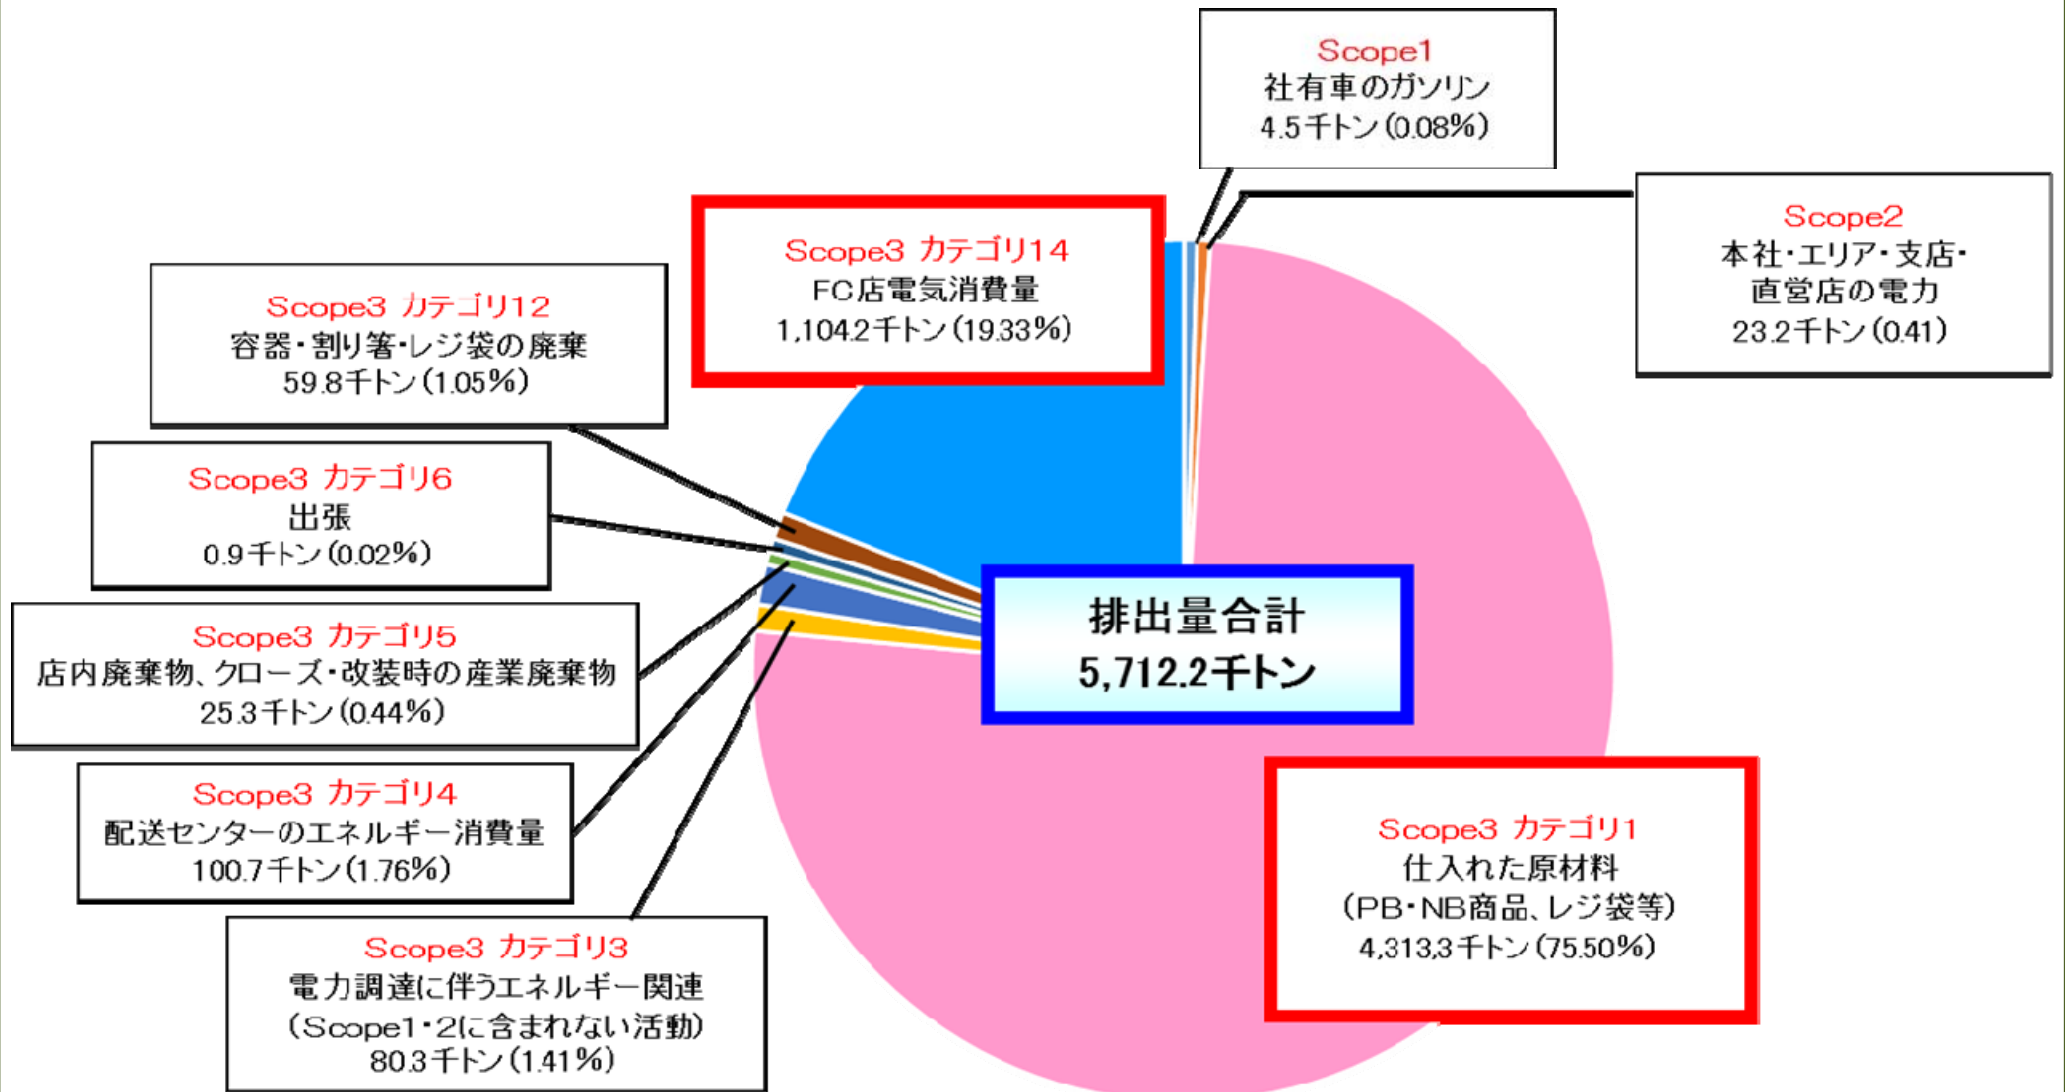 Scope1
社有車のガソリン
4.5千トン(0.08%)
Scope2
本社・エリア・支店・
直営店の電力
23.2千トン(0.41)
Scope3 カテゴリ14
FC店電気消費量
1,104.2千トン(19.33%)
Scope3 カテゴリ12
容器・割り箸・レジ袋の廃棄
59.8千トン(1.05%)
Scope3 カテゴリ6
出張
0.9千トン(0.02%)
Scope3 カテゴリ5
店内廃棄物、クローズ・改装時の産業廃棄物
25.3千トン(0.44%)
Scope3 カテゴリ4
配送センターのエネルギー消費量
100.7千トン(1.76%)
Scope3 カテゴリ3
電力調達に伴うエネルギー関連
(Scope1・2に含まれない活動)
80.3千トン(1.41%)
排出量合計
5,712.2千トン
Scope3 カテゴリ1
仕入れた原材料
(PB・NB商品、レジ袋等)
4,313,3千トン(75.50%)